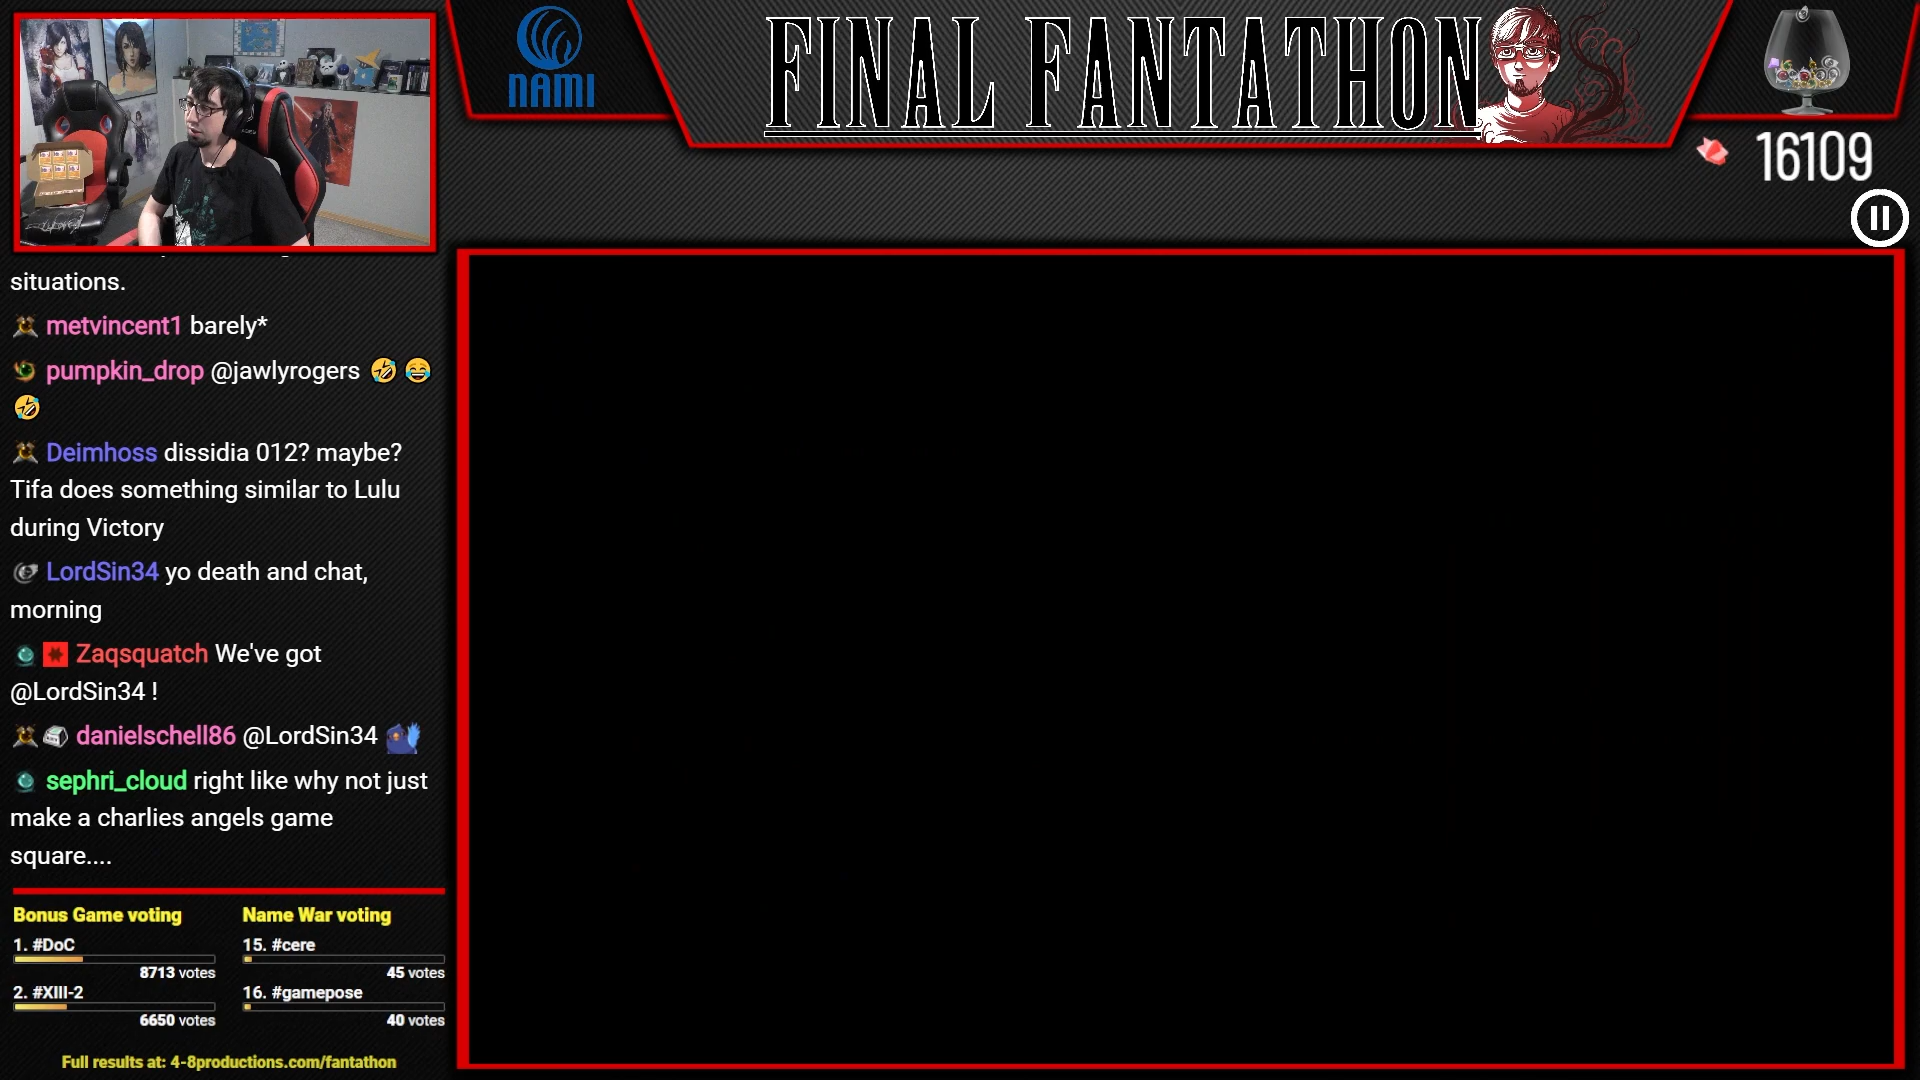 NAMI
FINAL FANTATHON
16109
situations.
metvincent1 barely*
pumpkin_drop @jawlyrogers 🤣 😂
🤣
Deimhoss dissidia 012? maybe?
Tifa does something similar to Lulu
during Victory
LordSin34 yo death and chat,
morning
Zaqsquatch We've got
@LordSin34 !
danielschell86 @LordSin34
sephri_cloud right like why not just
make a charlies angels game
square....
Bonus Game voting
1. #DoC
8713 votes
2. #XIII-2
6650 votes
Name War voting
15. #cere
45 votes
16. #gamepose
40 votes
Full results at: 4-8productions.com/fantathon